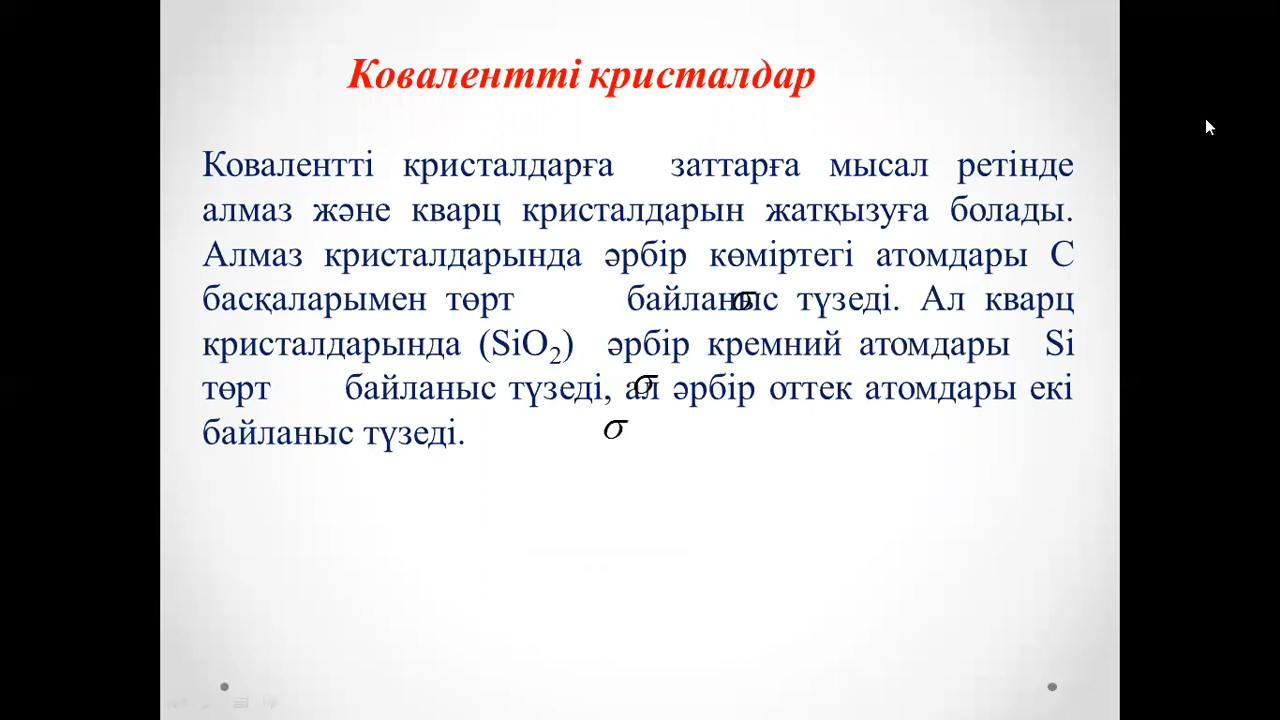 Ковалентті кристалдар
Ковалентті кристалдарға заттарға мысал ретінде
алмаз және кварц кристалдарын жатқызуға болады.
Алмаз кристалдарында әрбір көміртегі атомдары С
басқаларымен төрт байланыс түзеді. Ал кварц
σ
кристалдарында (SiO₂) әрбір кремний атомдары Si
төрт байланыс түзеді, ал әрбір оттек атомдары екі
σ
байланыс түзеді.
σ